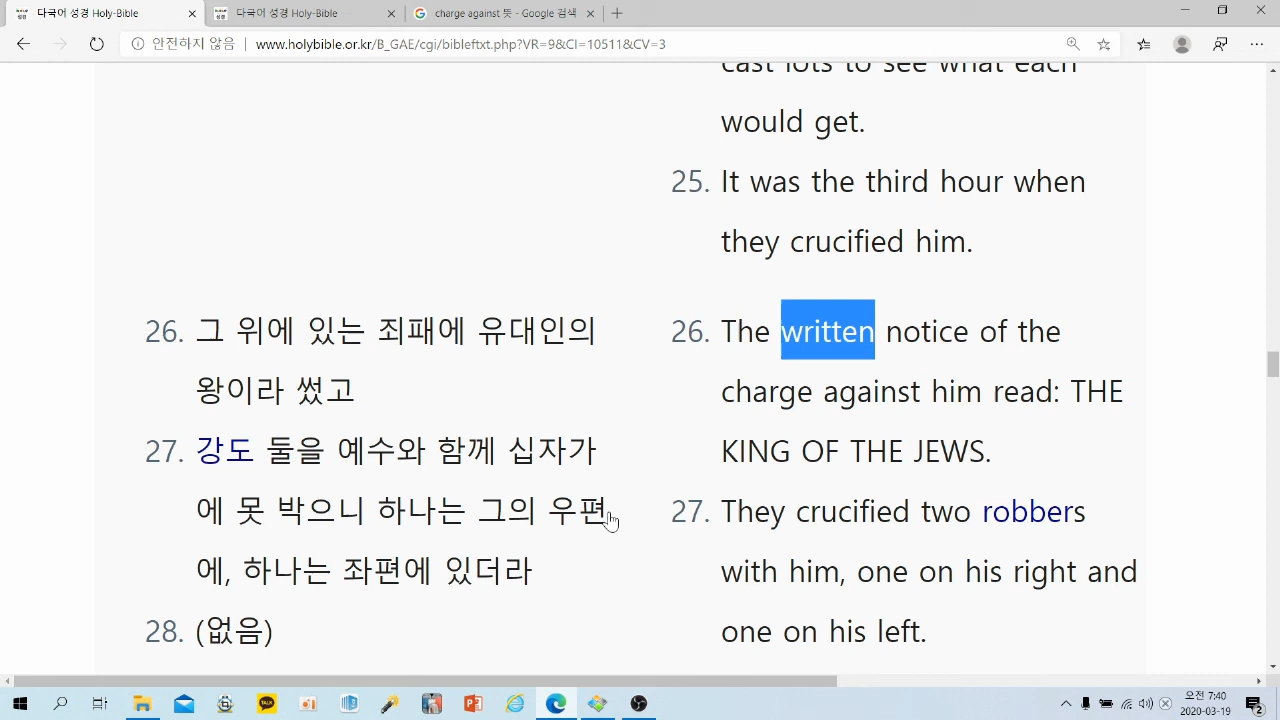 다국어 성경 Holy-Bible
다국어 성경 Holy-Bible
charge against 뜻 - Google 검색
안전하지 않음
www.holybible.or.kr/B_GAE/cgi/bibleftxt.php?VR=9&CI=10511&CV=3
cast lots to see what each
would get.
25. It was the third hour when
they crucified him.
26. 그 위에 있는 죄패에 유대인의
왕이라 썼고
27. 강도 둘을 예수와 함께 십자가
에 못 박으니 하나는 그의 우편
에, 하나는 좌편에 있더라
28. (없음)
26. The written notice of the
charge against him read: THE
KING OF THE JEWS.
27. They crucified two robbers
with him, one on his right and
one on his left.
오전 7:40
2020-03-19